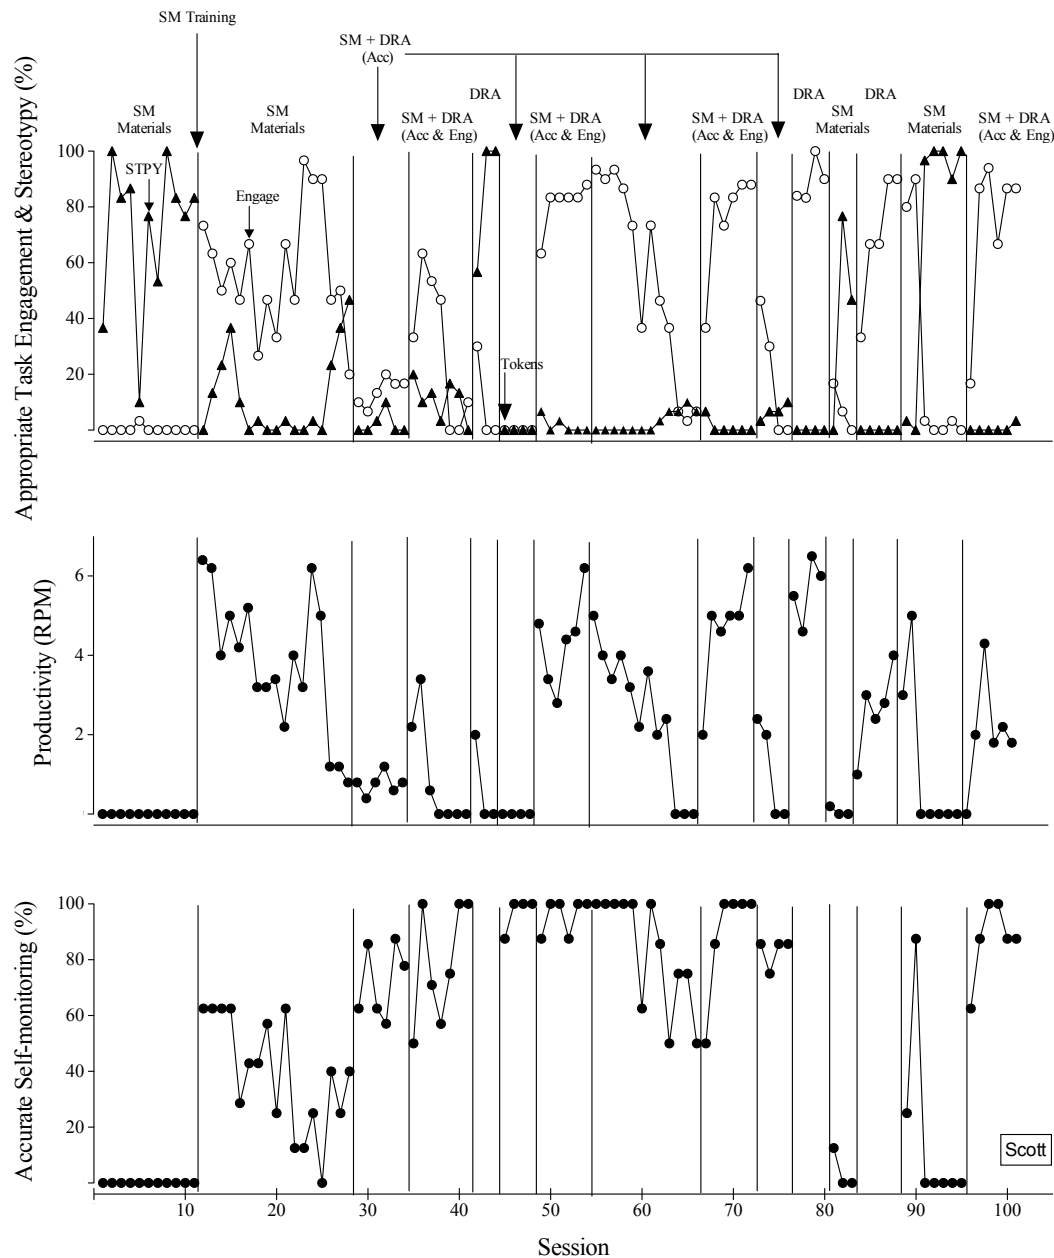 SM Training
SM + DRA
(Acc)
DRA
DRA
DRA
SM
Materials
SM
Materials
SM + DRA
(Acc & Eng)
SM + DRA
(Acc & Eng)
SM + DRA
(Acc & Eng)
SM
Materials
SM
Materials
SM + DRA
(Acc & Eng)
Appropriate Task Engagement & Stereotypy (%)
100
80
60
40
20
STPY
Engage
Tokens
Productivity (RPM)
6
4
2
Accurate Self-monitoring (%)
100
80
60
40
20
Scott
10 20 30 40 50 60 70 80 90 100
Session